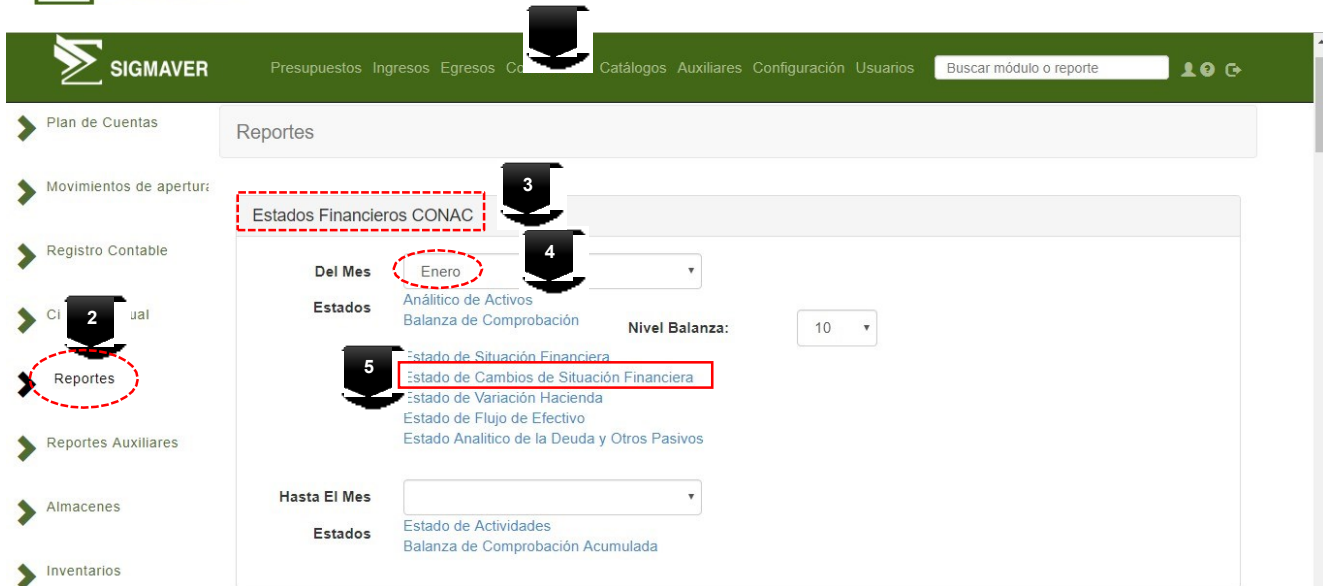 SIGMAVER
Presupuestos Ingresos Egresos Co Catálogos Auxiliares Configuración Usuarios Buscar módulo o reporte
Plan de Cuentas
Reportes
Movimientos de apertura
3
Estados Financieros CONAC
Registro Contable
4
Del Mes Enero
Estados Análitico de Activos
Balanza de Comprobación Nivel Balanza: 10
2
Ci ual
Estado de Situación Financiera
5
Estado de Cambios de Situación Financiera
Reportes
Estado de Variación Hacienda
Estado de Flujo de Efectivo
Reportes Auxiliares
Estado Analitico de la Deuda y Otros Pasivos
Hasta El Mes
Almacenes
Estados Estado de Actividades
Balanza de Comprobación Acumulada
Inventarios